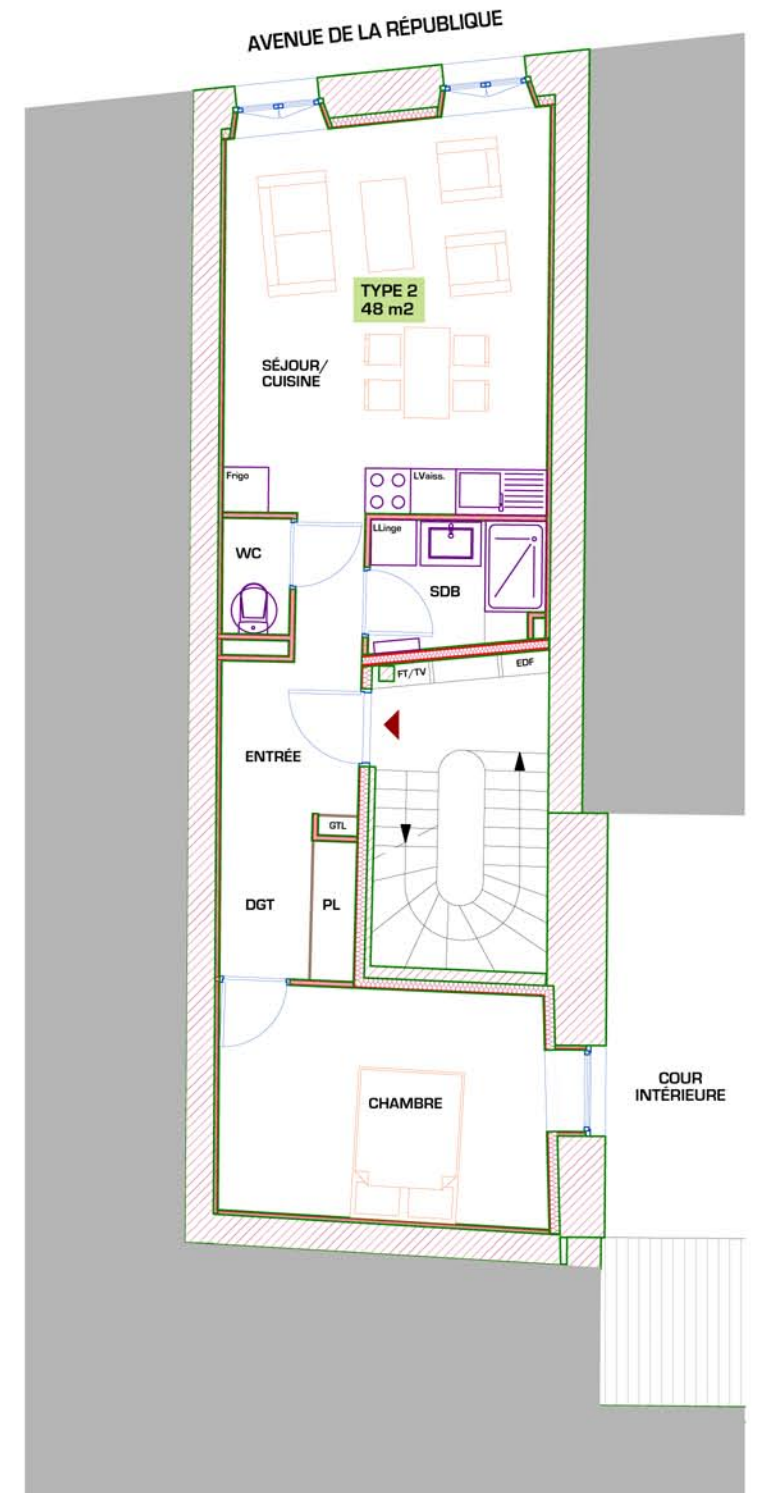 AVENUE DE LA RÉPUBLIQUE
TYPE 2
48 m2
SÉJOUR/
CUISINE
Frigo
LVaiss.
LLinge
WC
SDB
FT/TV
EDF
ENTRÉE
GTL
DGT
PL
CHAMBRE
COUR
INTÉRIEURE